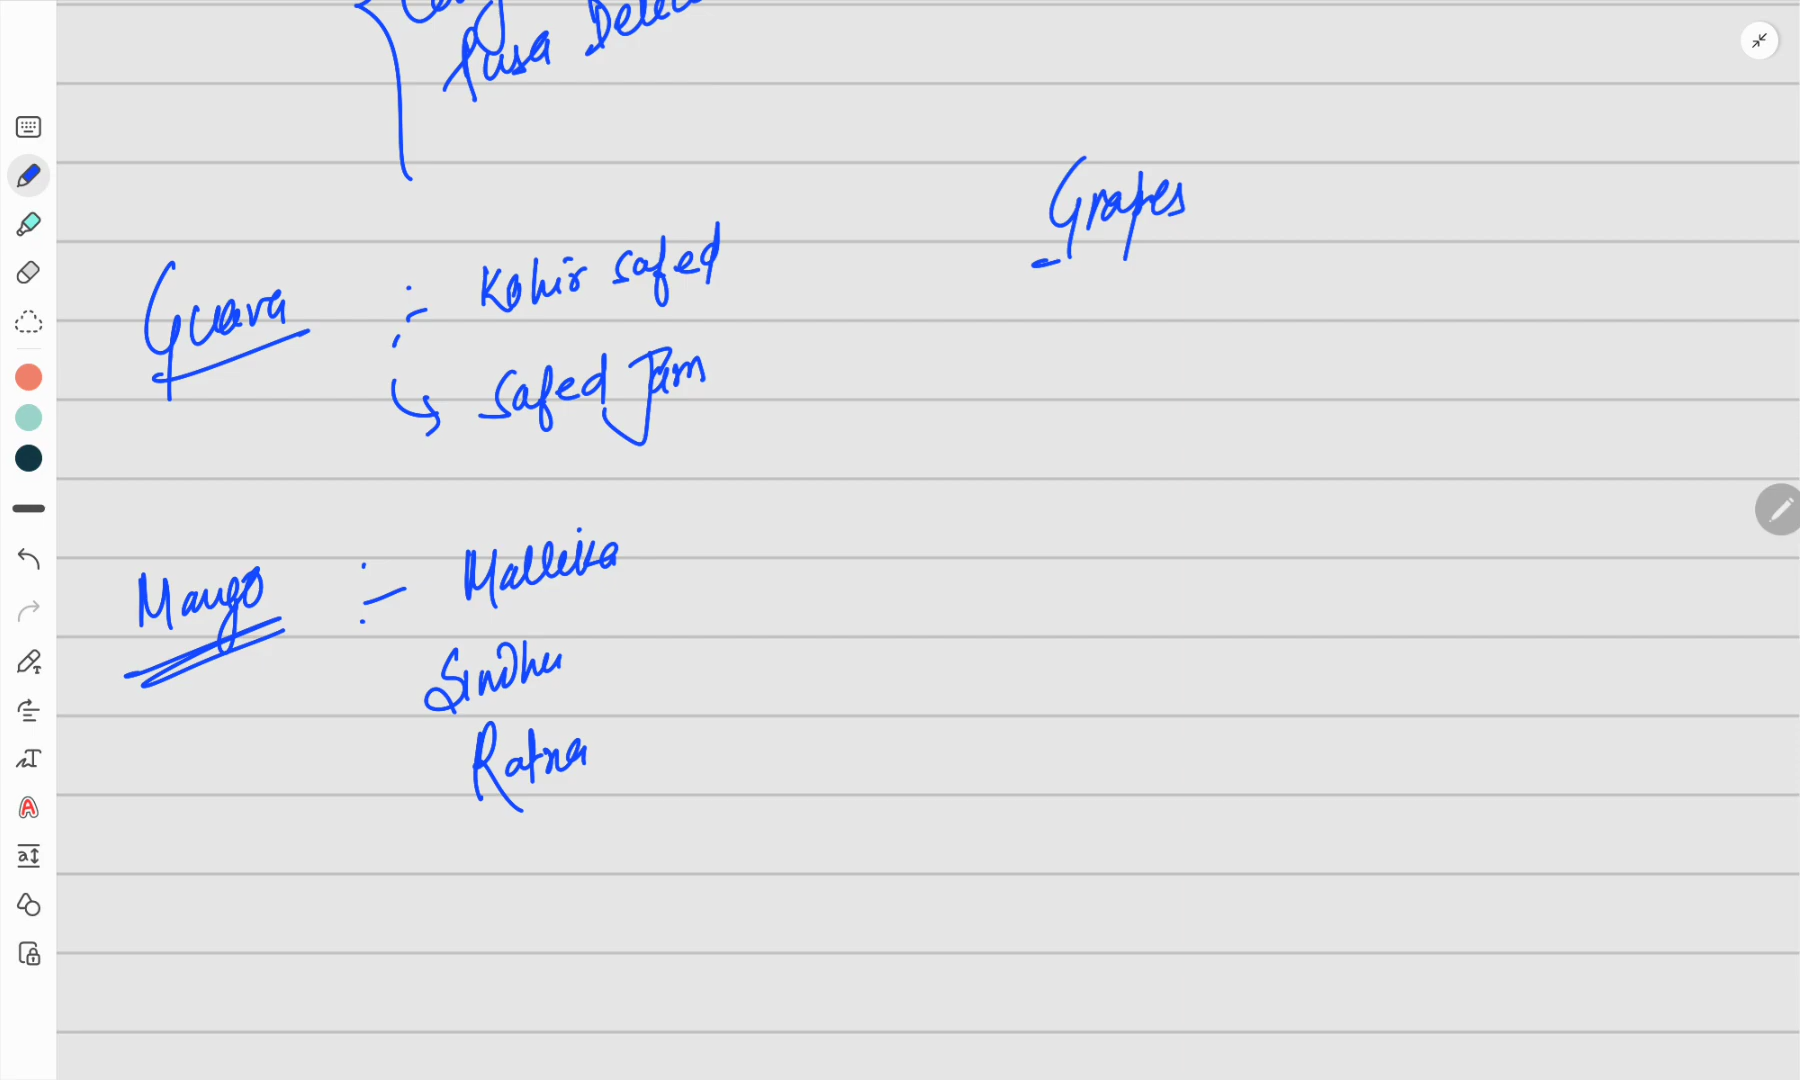 Pusa
Grapes
Guava :- Kohir safed
↳ Safed Jam
Mango :- Mallika
Sindhu
Ratna